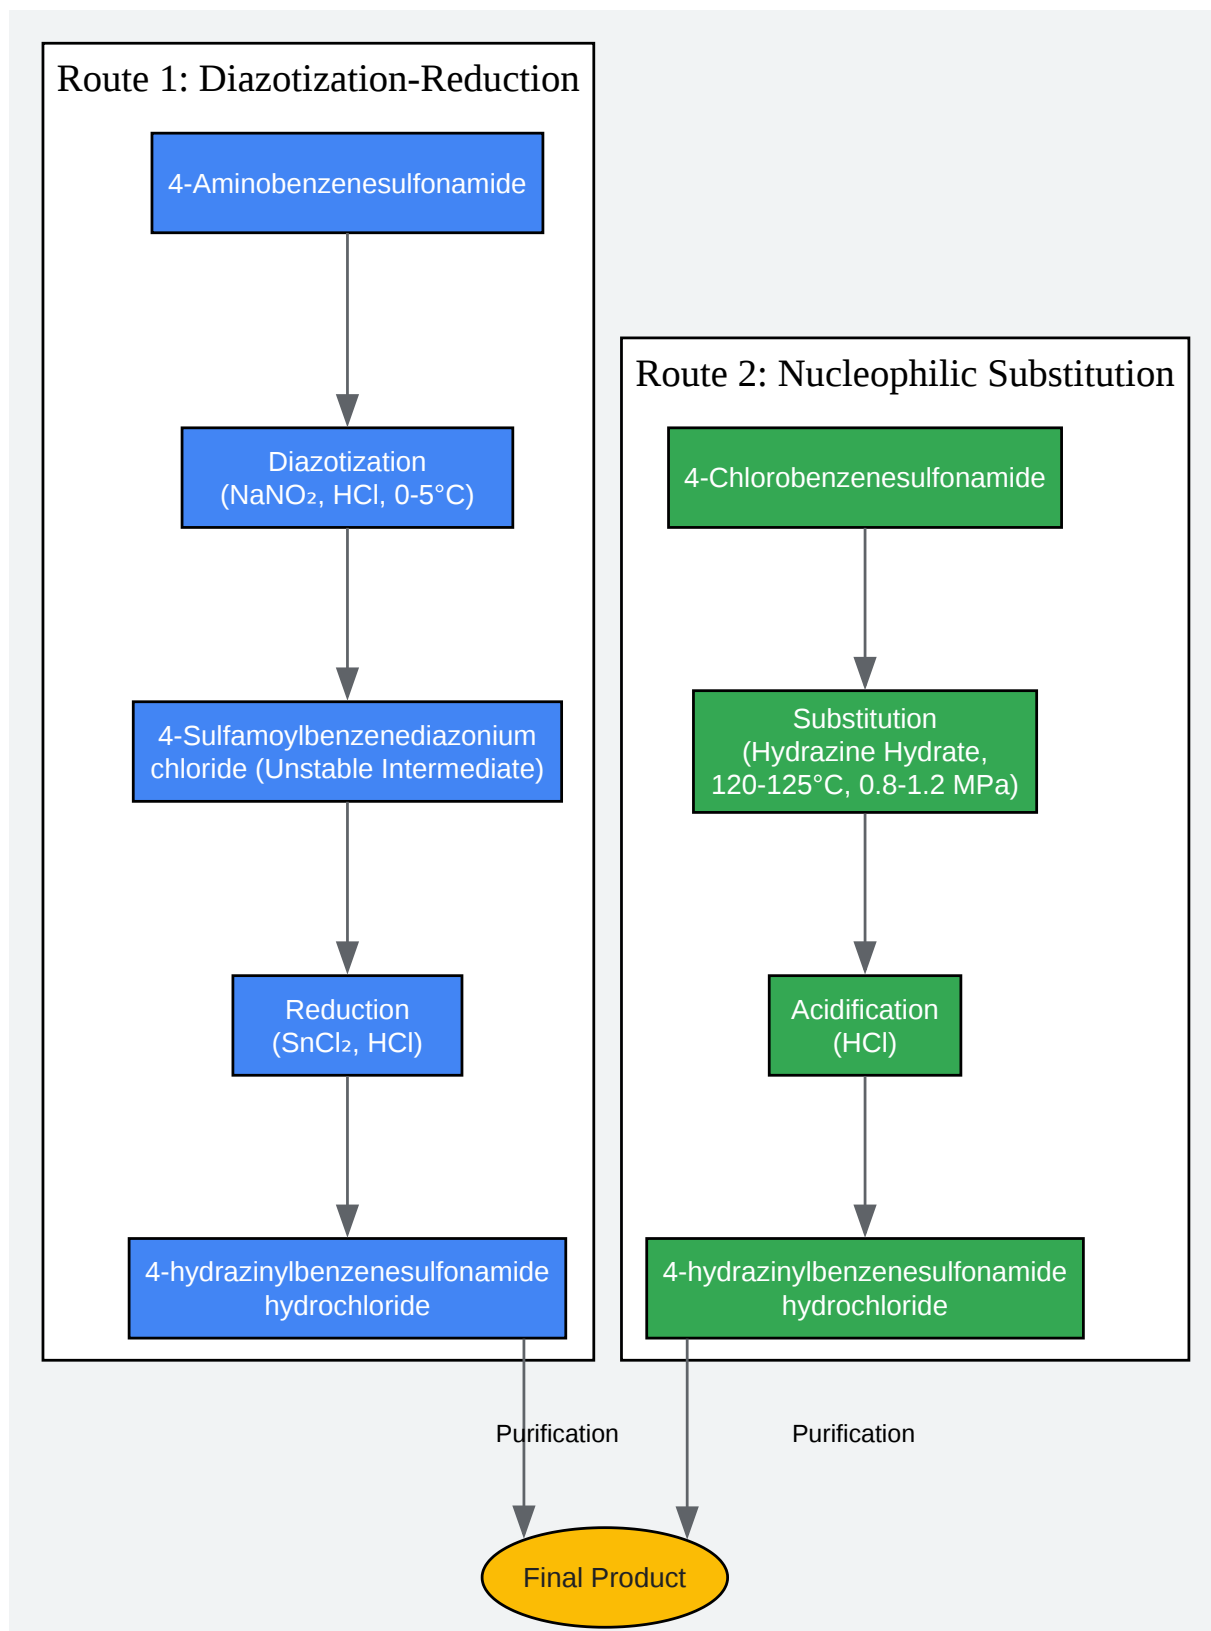 Route 1: Diazotization-Reduction
4-Aminobenzenesulfonamide
Diazotization
(NaNO₂, HCl, 0-5°C)
4-Sulfamoylbenzenediazonium
chloride (Unstable Intermediate)
Reduction
(SnCl₂, HCl)
4-hydrazinylbenzenesulfonamide
hydrochloride
Route 2: Nucleophilic Substitution
4-Chlorobenzenesulfonamide
Substitution
(Hydrazine Hydrate,
120-125°C, 0.8-1.2 MPa)
Acidification
(HCl)
4-hydrazinylbenzenesulfonamide
hydrochloride
Purification
Purification
Final Product